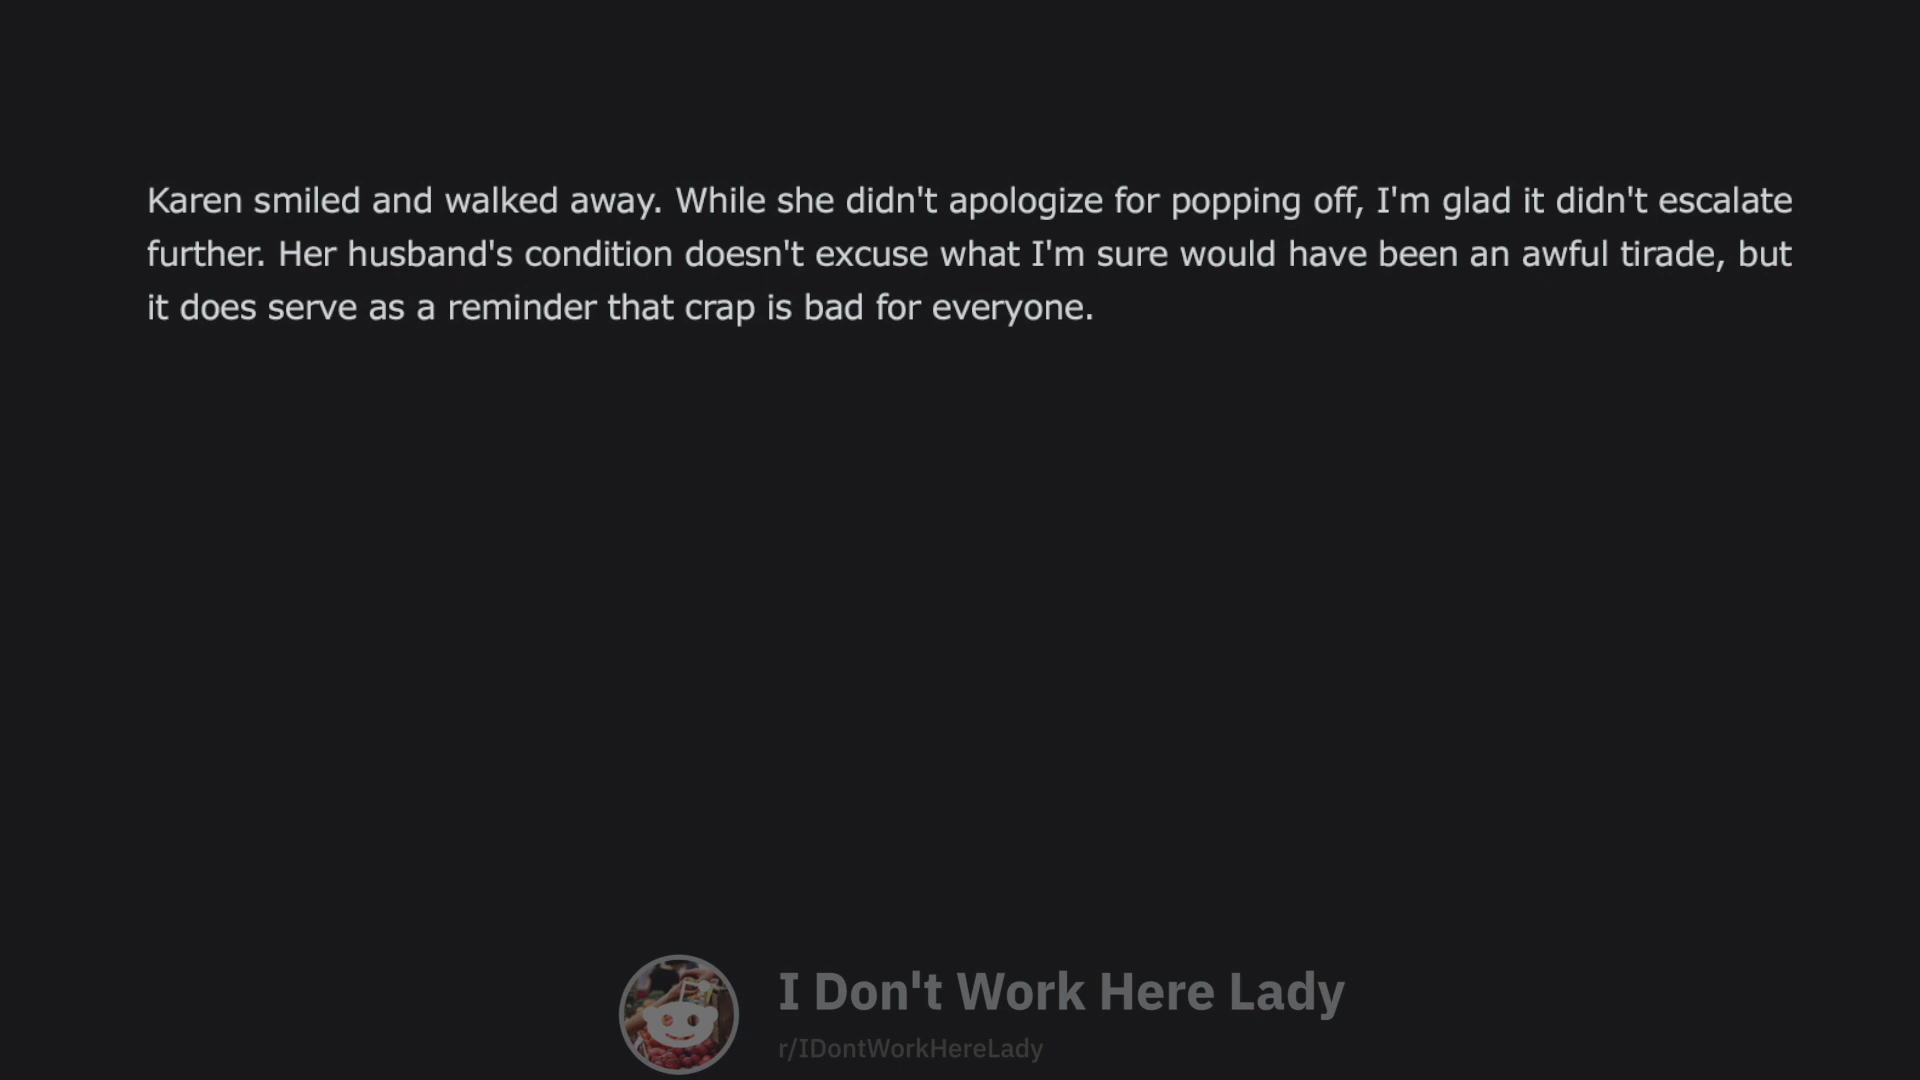 Karen smiled and walked away. While she didn't apologize for popping off, I'm glad it didn't escalate
further. Her husband's condition doesn't excuse what I'm sure would have been an awful tirade, but
it does serve as a reminder that crap is bad for everyone.
I Don't Work Here Lady
r/IDontWorkHereLady